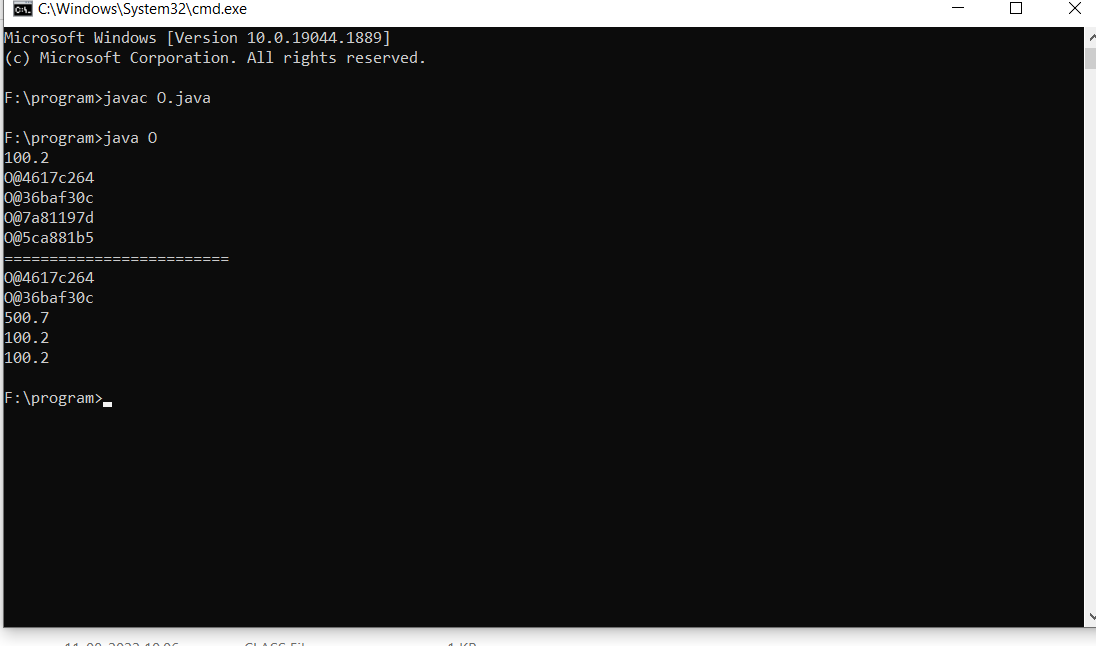 C:\Windows\System32\cmd.exe
Microsoft Windows [Version 10.0.19044.1889]
(c) Microsoft Corporation. All rights reserved.
F:\program>javac O.java
F:\program>java O
100.2
O@4617c264
O@36baf30c
O@7a81197d
O@5ca881b5
=========================
O@4617c264
O@36baf30c
500.7
100.2
100.2
F:\program>